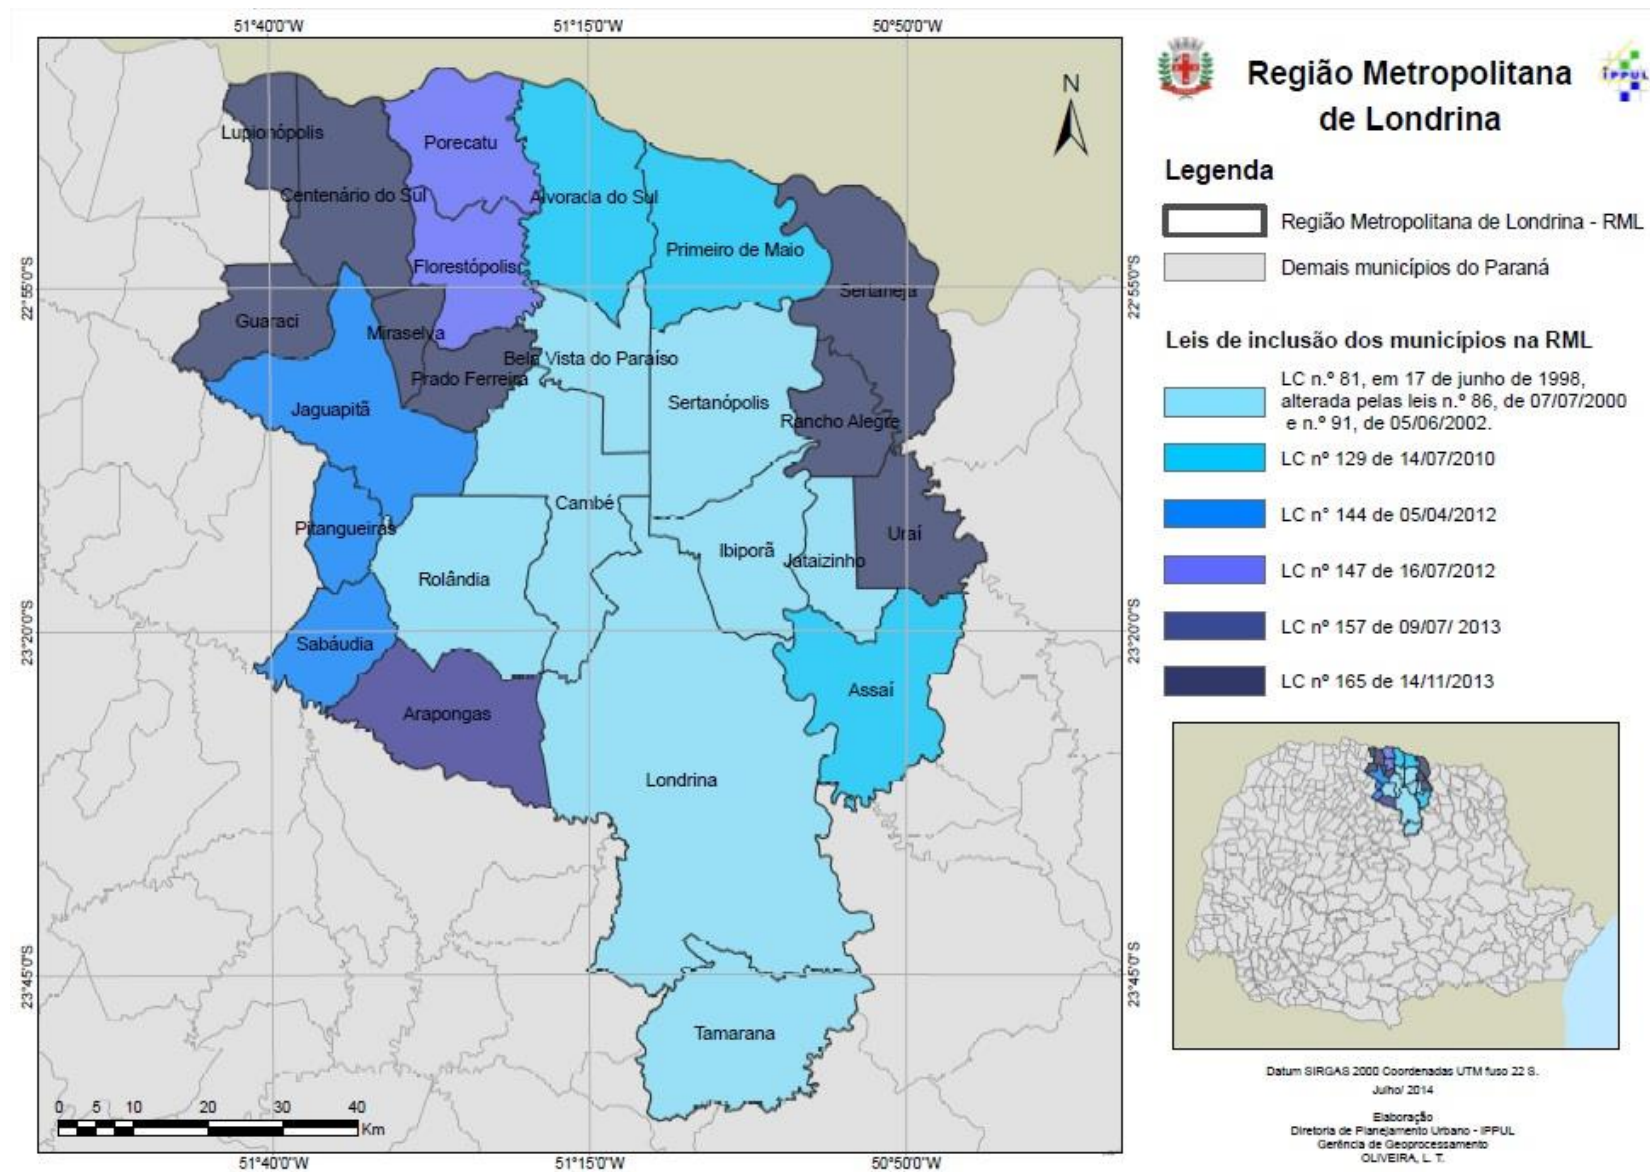 51°40'0"W
51°15'0"W
50°50'0"W
22°55'0"S
23°20'0"S
23°45'0"S
22°55'0"S
23°20'0"S
23°45'0"S
N
Lupionópolis
Porecatu
Centenário do Sul
Alvorada do Sul
Primeiro de Maio
Florestópolis
Sertaneja
Guaraci
Miraselva
Bela Vista do Paraíso
Prado Ferreira
Jaguapitã
Sertanópolis
Rancho Alegre
Cambé
Pitangueiras
Uraí
Ibiporã
Jataizinho
Rolândia
Sabáudia
Assaí
Arapongas
Londrina
Tamarana
0 5 10 20 30 40
Km
51°40'0"W
51°15'0"W
50°50'0"W
Região Metropolitana
de Londrina
IPPUL
Legenda
Região Metropolitana de Londrina - RML
Demais municípios do Paraná
Leis de inclusão dos municípios na RML
LC n.º 81, em 17 de junho de 1998,
alterada pelas leis n.º 86, de 07/07/2000
e n.º 91, de 05/06/2002.
LC nº 129 de 14/07/2010
LC n° 144 de 05/04/2012
LC nº 147 de 16/07/2012
LC nº 157 de 09/07/ 2013
LC nº 165 de 14/11/2013
Datum SIRGAS 2000 Coordenadas UTM fuso 22 S.
Julho/ 2014
Elaboração
Diretoria de Planejamento Urbano - IPPUL
Gerência de Geoprocessamento
OLIVEIRA, L. T.